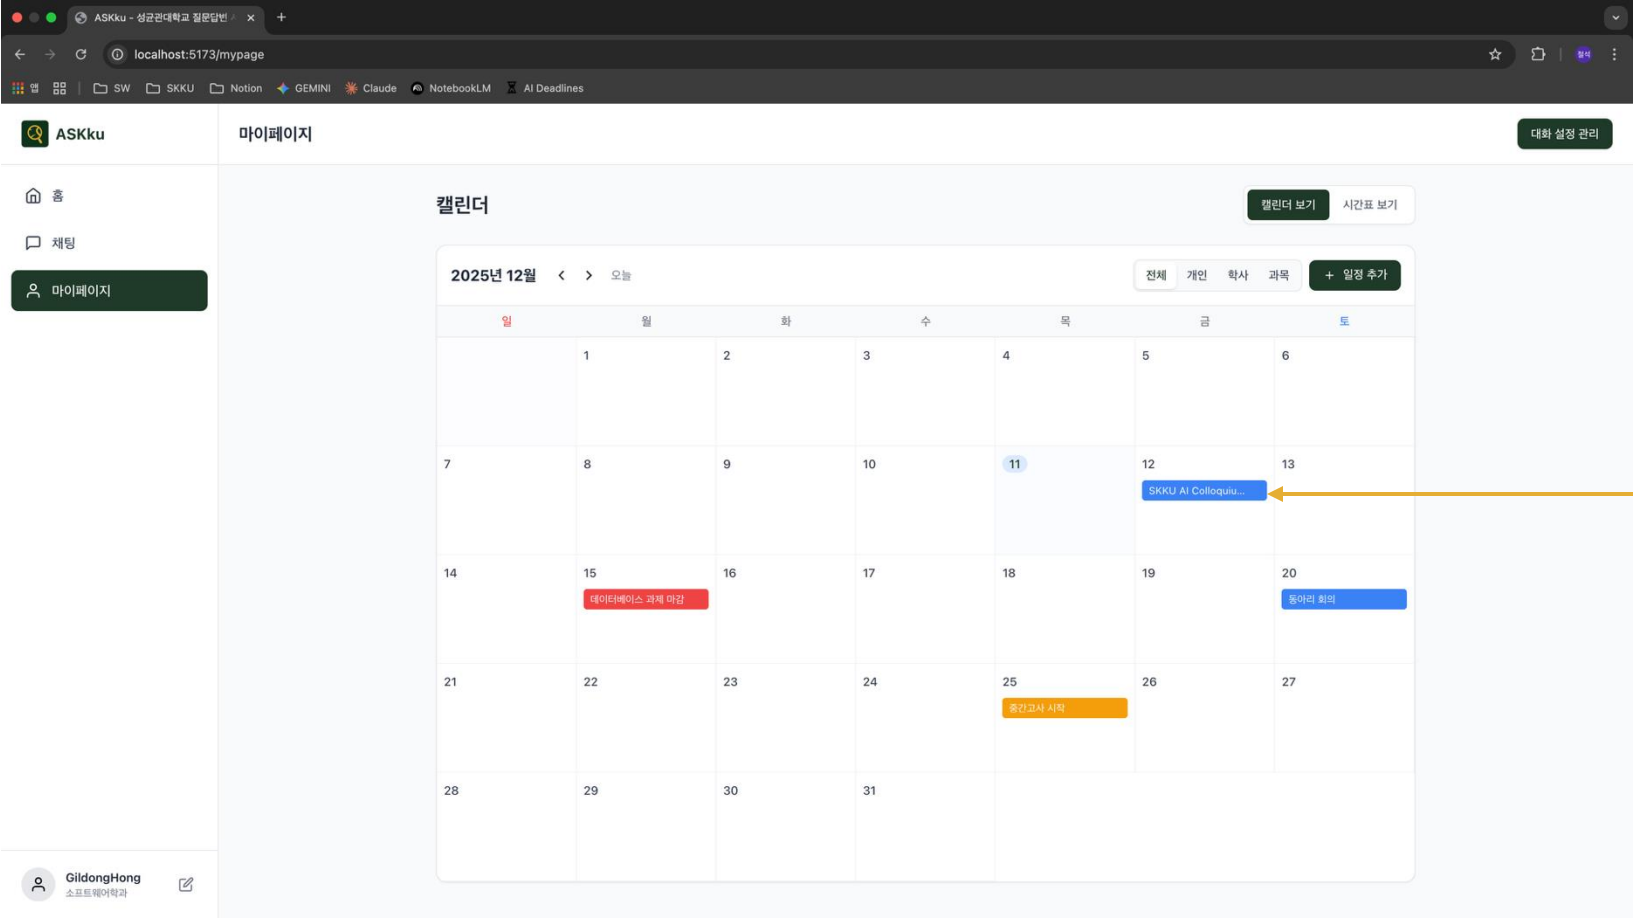 ASKku - 성균관대학교 질문답변
localhost:5173/mypage
철석
앱
SW
SKKU
Notion
GEMINI
Claude
NotebookLM
AI Deadlines
ASKku
마이페이지
대화 설정 관리
홈
채팅
마이페이지
캘린더
캘린더 보기
시간표 보기
2025년 12월
오늘
전체
개인
학사
과목
+ 일정 추가
일 월 화 수 목 금 토
1 2 3 4 5 6
7 8 9 10 11 12 13
SKKU AI Colloquiu...
14 15 16 17 18 19 20
데이터베이스 과제 마감
동아리 회의
21 22 23 24 25 26 27
중간고사 시작
28 29 30 31
GildongHong
소프트웨어학과